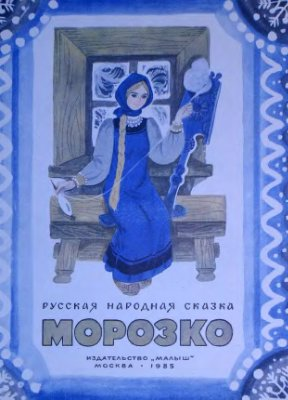 РУССКАЯ НАРОДНАЯ СКАЗКА
МОРОЗКО
ИЗДАТЕЛЬСТВО „МАЛЫШ"
МОСКВА • 1985